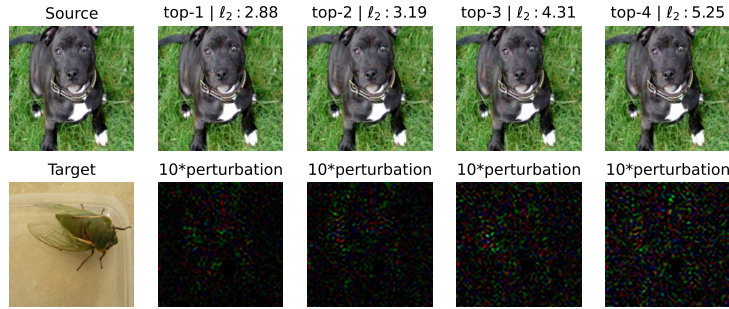 Source
top-1 | ℓ₂ : 2.88
top-2 | ℓ₂ : 3.19
top-3 | ℓ₂ : 4.31
top-4 | ℓ₂ : 5.25
Target
10*perturbation
10*perturbation
10*perturbation
10*perturbation